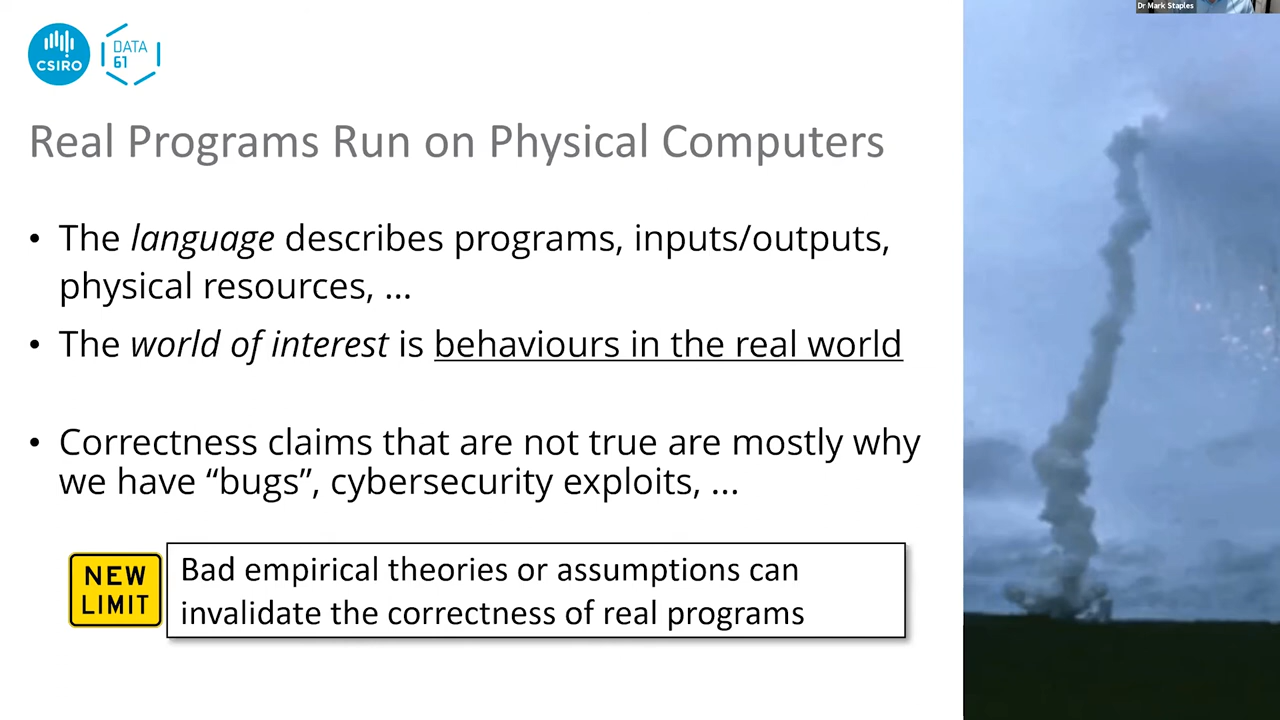 Dr Mark Staples
CSIRO
DATA
61
Real Programs Run on Physical Computers
• The language describes programs, inputs/outputs,
physical resources, ...
• The world of interest is behaviours in the real world
• Correctness claims that are not true are mostly why
we have “bugs”, cybersecurity exploits, ...
NEW
LIMIT
Bad empirical theories or assumptions can
invalidate the correctness of real programs